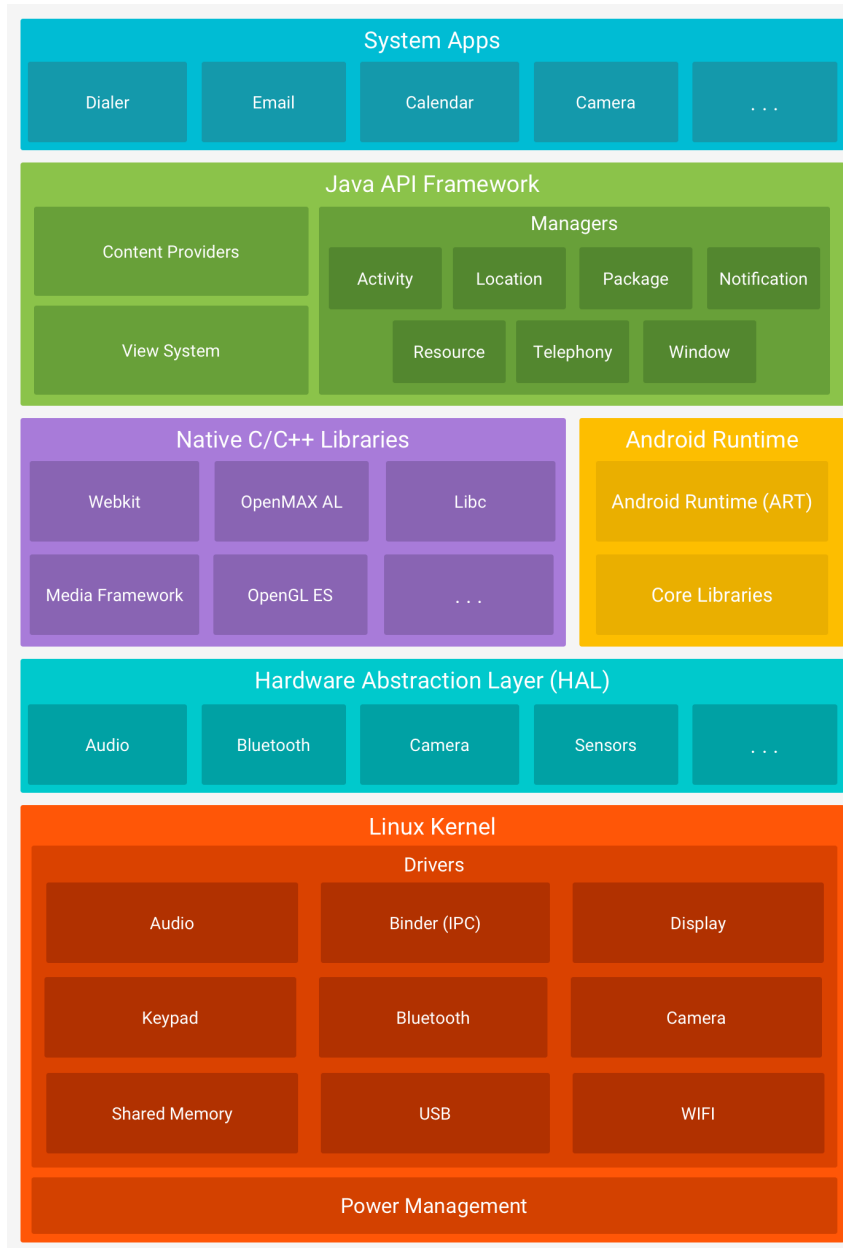 System Apps
Dialer
Email
Calendar
Camera
. . .
Java API Framework
Content Providers
View System
Managers
Activity
Location
Package
Notification
Resource
Telephony
Window
Native C/C++ Libraries
Webkit
OpenMAX AL
Libc
Media Framework
OpenGL ES
. . .
Android Runtime
Android Runtime (ART)
Core Libraries
Hardware Abstraction Layer (HAL)
Audio
Bluetooth
Camera
Sensors
. . .
Linux Kernel
Drivers
Audio
Binder (IPC)
Display
Keypad
Bluetooth
Camera
Shared Memory
USB
WIFI
Power Management